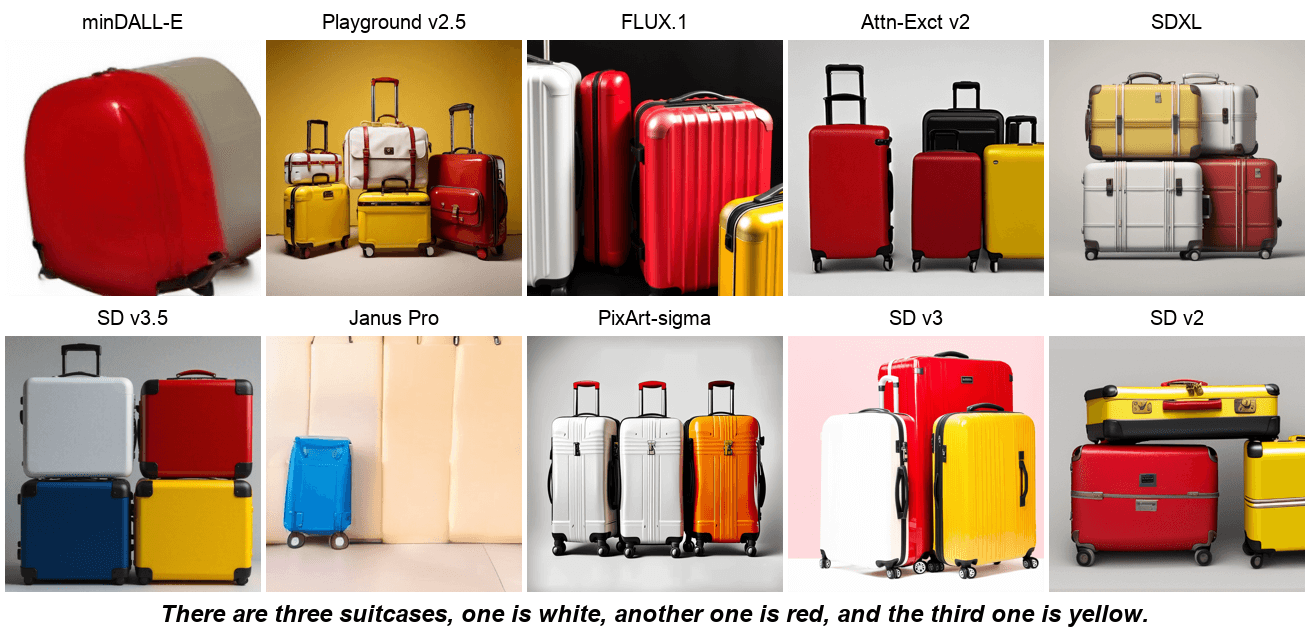 minDALL-E
Playground v2.5
FLUX.1
Attn-Exct v2
SDXL
SD v3.5
Janus Pro
PixArt-sigma
SD v3
SD v2
There are three suitcases, one is white, another one is red, and the third one is yellow.